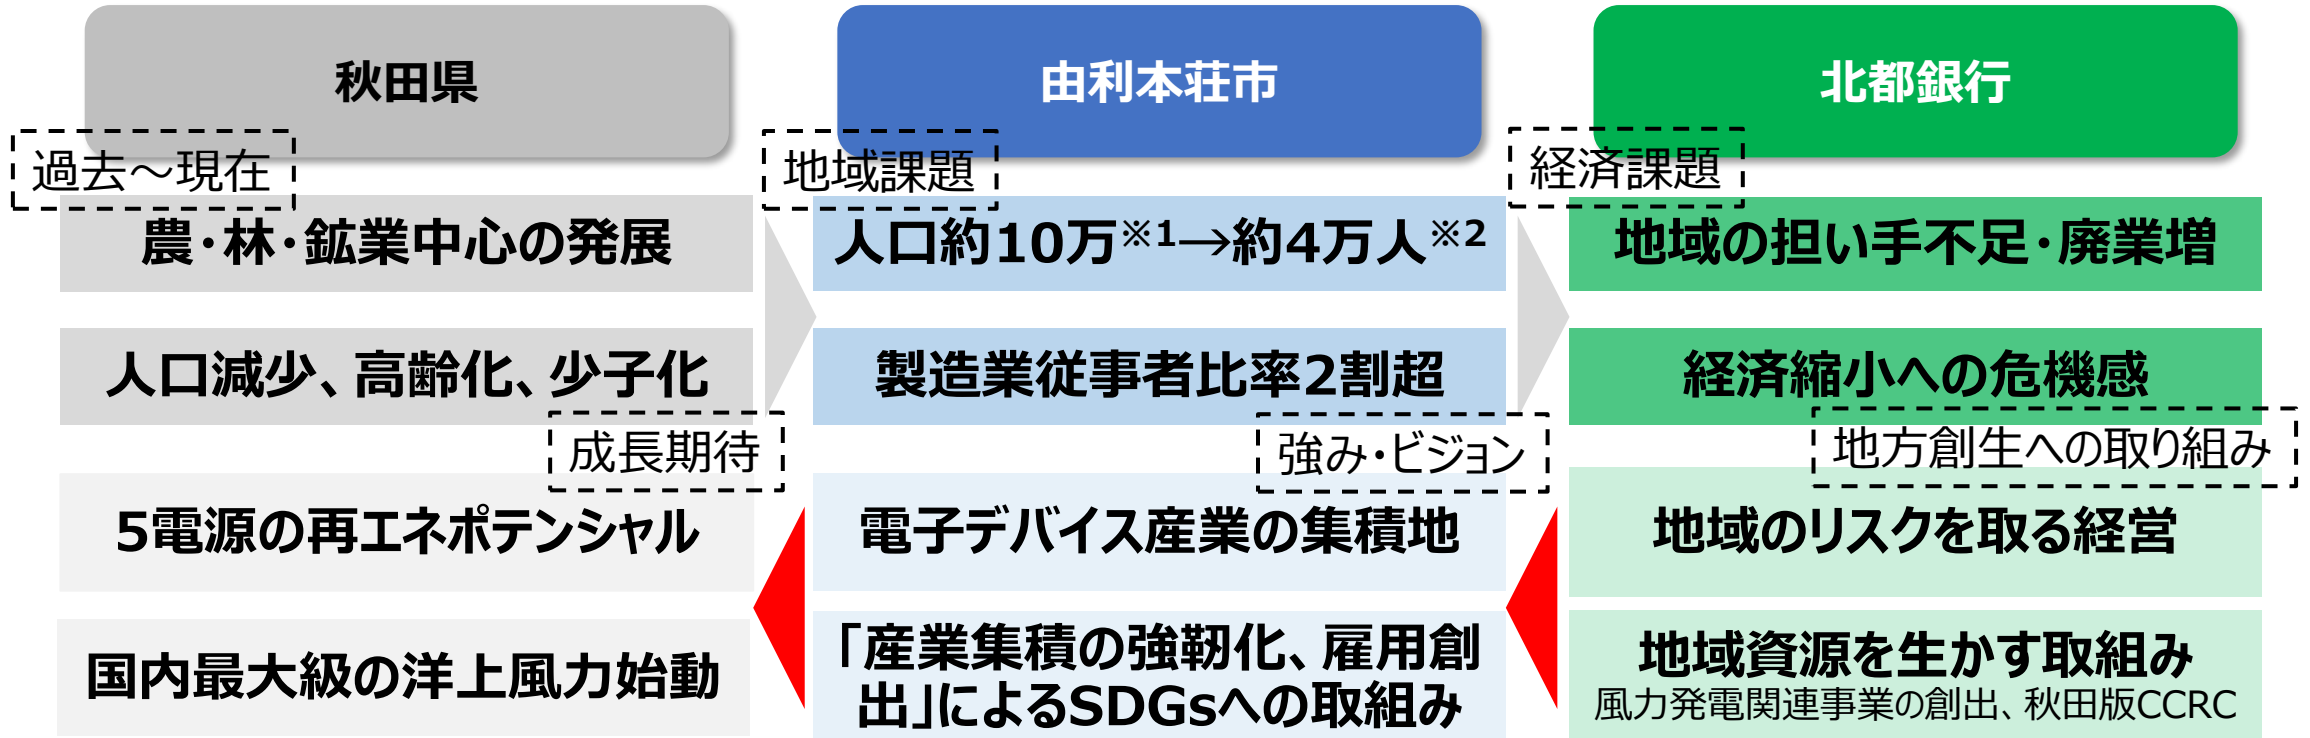 秋田県
過去～現在
農・林・鉱業中心の発展
人口減少、高齢化、少子化
成長期待
5電源の再エネポテンシャル
国内最大級の洋上風力始動
由利本荘市
地域課題
人口約10万※1→約4万人※2
製造業従事者比率2割超
強み・ビジョン
電子デバイス産業の集積地
「産業集積の強靭化、雇用創
出」によるSDGsへの取組み
北都銀行
経済課題
地域の担い手不足・廃業増
経済縮小への危機感
地方創生への取り組み
地域のリスクを取る経営
地域資源を生かす取組み
風力発電関連事業の創出、秋田版CCRC